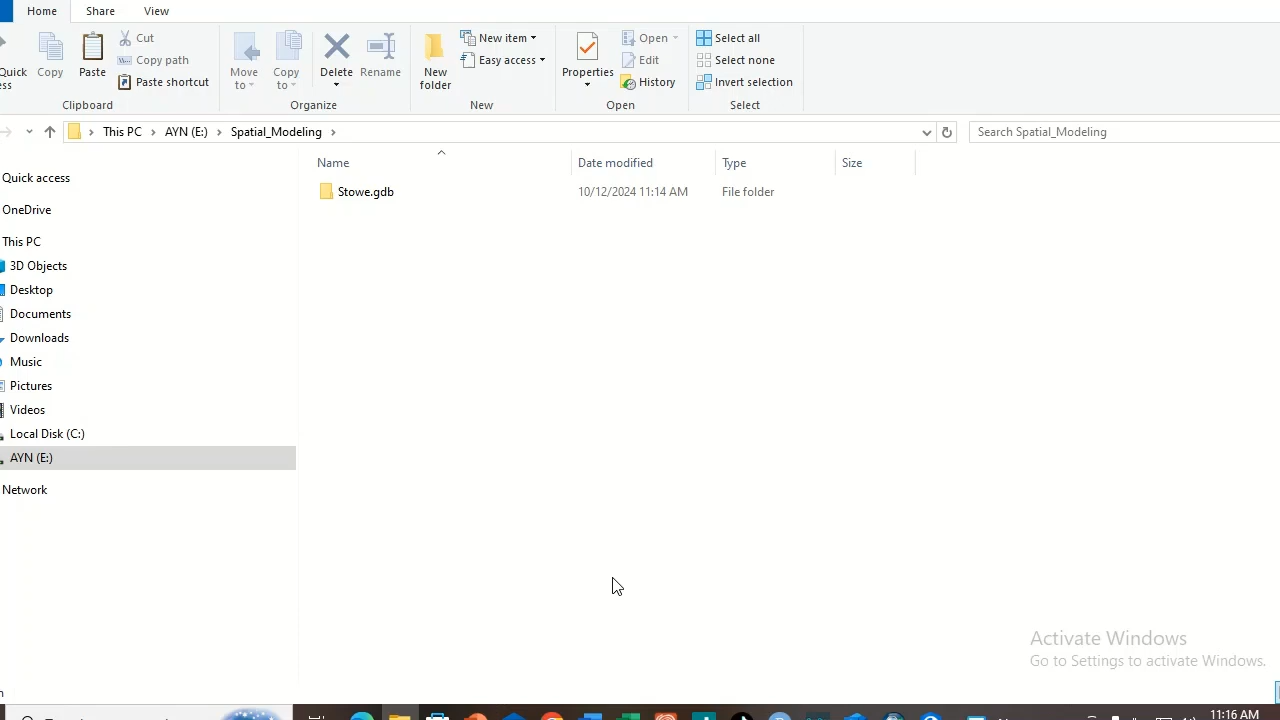 Home Share View
Quick
ess
Copy
Paste
Cut
Copy path
Paste shortcut
Clipboard
Move
to
Copy
to
Delete
Rename
Organize
New
folder
New item
Easy access
New
Properties
Open
Edit
History
Open
Select all
Select none
Invert selection
Select
This PC AYN (E:) Spatial_Modeling
Search Spatial_Modeling
Name Date modified Type Size
Stowe.gdb 10/12/2024 11:14 AM File folder
Quick access
OneDrive
This PC
3D Objects
Desktop
Documents
Downloads
Music
Pictures
Videos
Local Disk (C:)
AYN (E:)
Network
Activate Windows
Go to Settings to activate Windows.
11:16 AM